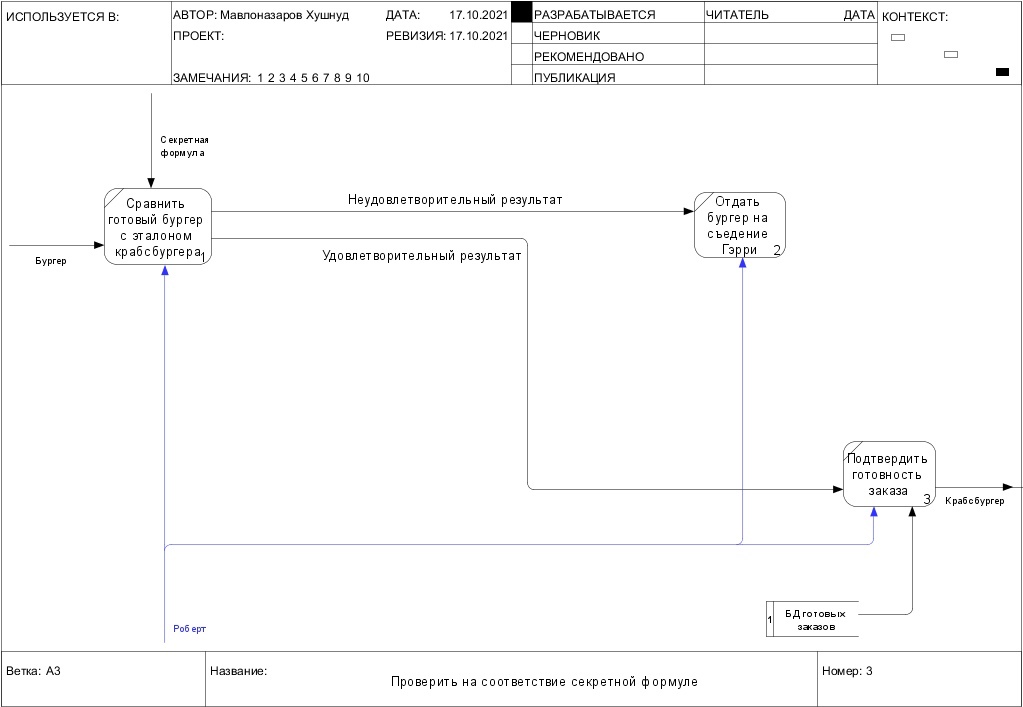 ИСПОЛЬЗУЕТСЯ В:
АВТОР: Мавлоназаров Хушнуд
ДАТА: 17.10.2021
ПРОЕКТ:
РЕВИЗИЯ: 17.10.2021
ЗАМЕЧАНИЯ: 1 2 3 4 5 6 7 8 9 10
РАЗРАБАТЫВАЕТСЯ
ЧЕРНОВИК
РЕКОМЕНДОВАНО
ПУБЛИКАЦИЯ
ЧИТАТЕЛЬ ДАТА
КОНТЕКСТ:
Секретная
формула
Сравнить
готовый бургер
с эталоном
крабсбургера
1
Бургер
Неудовлетворительный результат
Удовлетворительный результат
Отдать
бургер на
съедение
Гэрри
2
Подтвердить
готовность
заказа
3
Крабсбургер
1
БД готовых
заказов
Роберт
Ветка: A3
Название:
Проверить на соответствие секретной формуле
Номер: 3